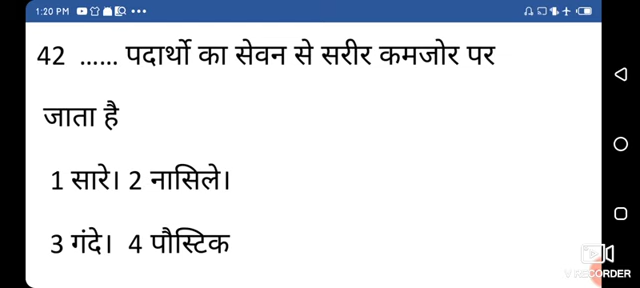 1:20 PM
42 ...... पदार्थो का सेवन से सरीर कमजोर पर
जाता है
1 सारे। 2 नासिले।
3 गंदे। 4 पौस्टिक
V RECORDER